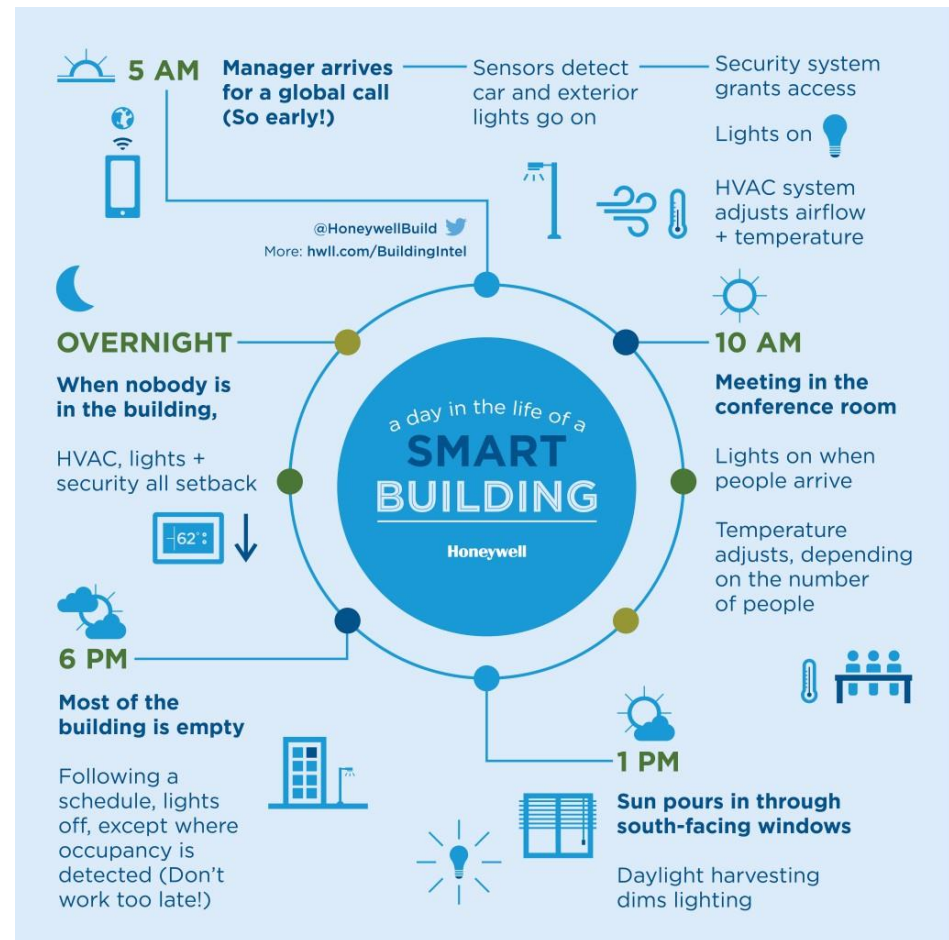 5 AM
Manager arrives
for a global call
(So early!)
Sensors detect
car and exterior
lights go on
Security system
grants access
Lights on
HVAC system
adjusts airflow
+ temperature
@HoneywellBuild
More: hwll.com/BuildingIntel
10 AM
Meeting in the
conference room
Lights on when
people arrive
Temperature
adjusts, depending
on the number
of people
1 PM
Sun pours in through
south-facing windows
Daylight harvesting
dims lighting
6 PM
Most of the
building is empty
Following a
schedule, lights
off, except where
occupancy is
detected (Don't
work too late!)
OVERNIGHT
When nobody is
in the building,
HVAC, lights +
security all setback
62°
a day in the life of a
SMART
BUILDING
Honeywell